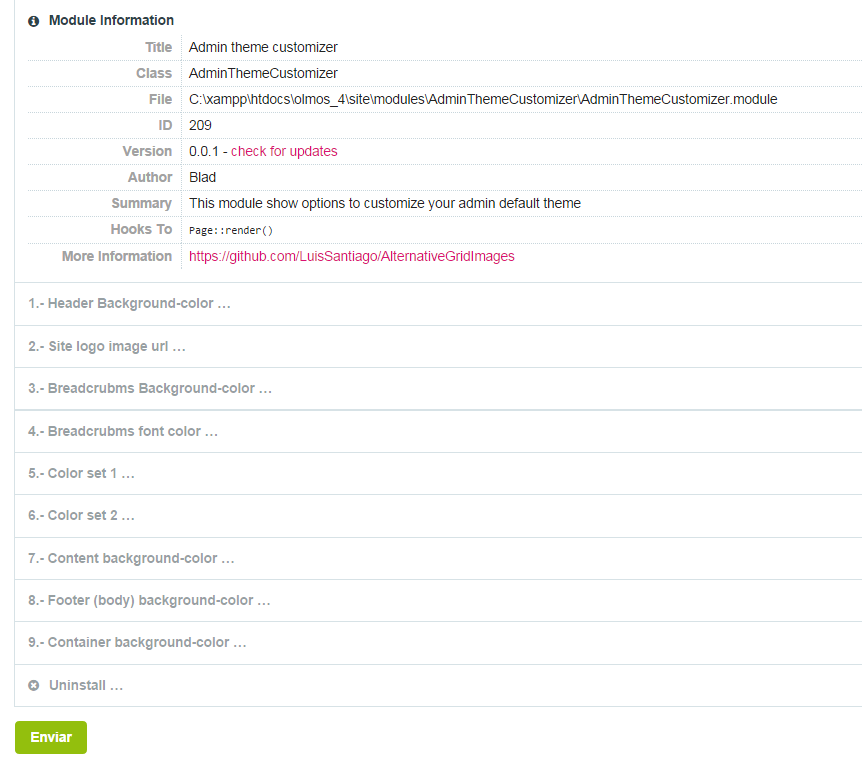 Module Information
Title Admin theme customizer
Class AdminThemeCustomizer
File C:\xampp\htdocs\olmos_4\site\modules\AdminThemeCustomizer\AdminThemeCustomizer.module
ID 209
Version 0.0.1 - check for updates
Author Blad
Summary This module show options to customize your admin default theme
Hooks To Page::render()
More Information https://github.com/LuisSantiago/AlternativeGridImages
1.- Header Background-color ...
2.- Site logo image url ...
3.- Breadcrubms Background-color ...
4.- Breadcrubms font color ...
5.- Color set 1 ...
6.- Color set 2 ...
7.- Content background-color ...
8.- Footer (body) background-color ...
9.- Container background-color ...
Uninstall ...
Enviar